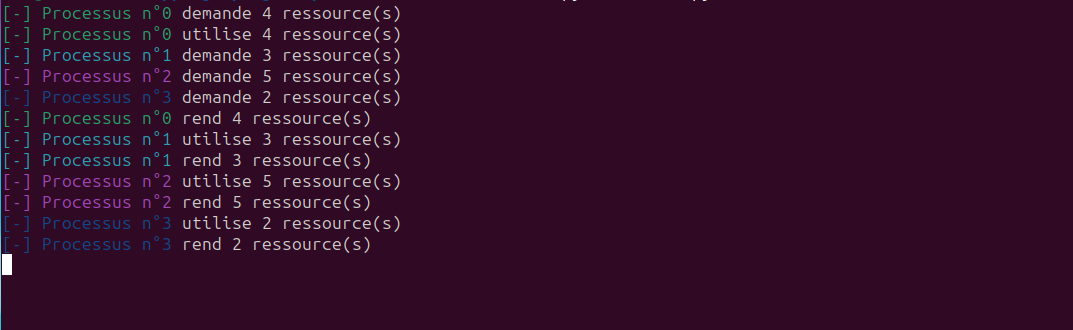 [-] Processus n°0 demande 4 ressource(s)
[-] Processus n°0 utilise 4 ressource(s)
[-] Processus n°1 demande 3 ressource(s)
[-] Processus n°2 demande 5 ressource(s)
[-] Processus n°3 demande 2 ressource(s)
[-] Processus n°0 rend 4 ressource(s)
[-] Processus n°1 utilise 3 ressource(s)
[-] Processus n°1 rend 3 ressource(s)
[-] Processus n°2 utilise 5 ressource(s)
[-] Processus n°2 rend 5 ressource(s)
[-] Processus n°3 utilise 2 ressource(s)
[-] Processus n°3 rend 2 ressource(s)